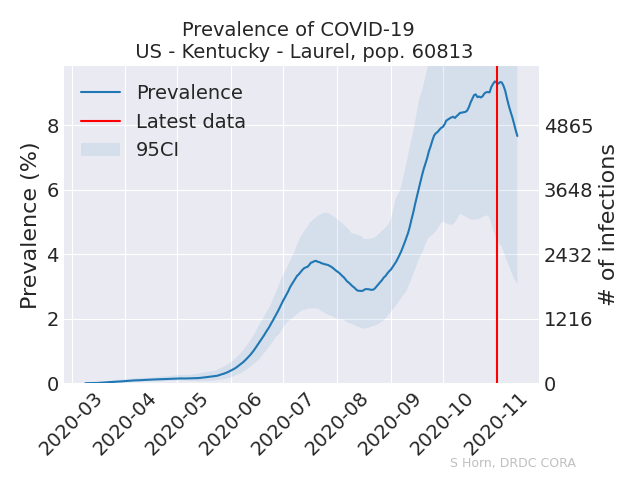 Prevalence of COVID-19
US - Kentucky - Laurel, pop. 60813
Prevalence
Latest data
95CI
Prevalence (%)
8
6
4
2
0
4865
3648
2432
1216
0
# of infections
2020-03
2020-04
2020-05
2020-06
2020-07
2020-08
2020-09
2020-10
2020-11
S Horn, DRDC CORA